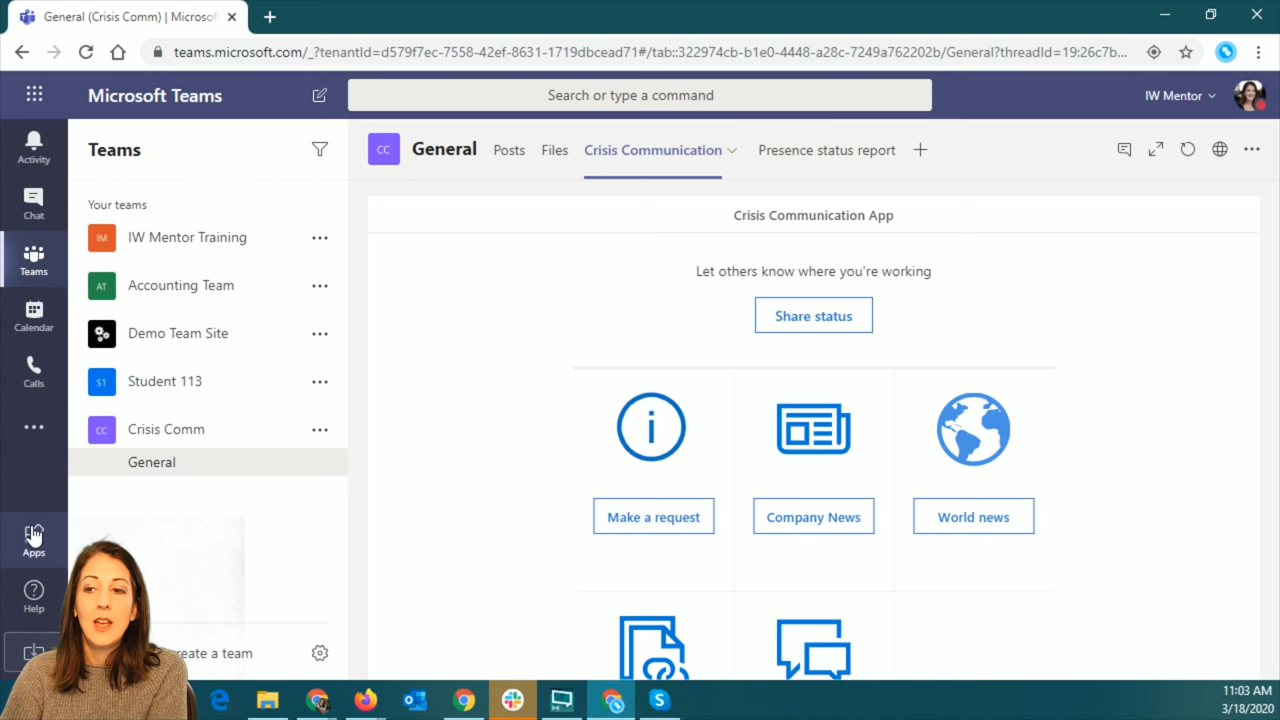 General (Crisis Comm) | Microsof
teams.microsoft.com/_?tenantId=d579f7ec-7558-42ef-8631-1719dbcead71#/tab::322974cb-b1e0-4448-a28c-7249a762202b/General?threadId=19:26c7b...
Microsoft Teams
Search or type a command
IW Mentor
Activity
Chat
Teams
Calendar
Calls
Apps
Help
Teams
Your teams
IM IW Mentor Training
AT Accounting Team
Demo Team Site
S1 Student 113
CC Crisis Comm
General
create a team
CC General Posts Files Crisis Communication Presence status report
Crisis Communication App
Let others know where you're working
Share status
Make a request
Company News
World news
11:03 AM
3/18/2020